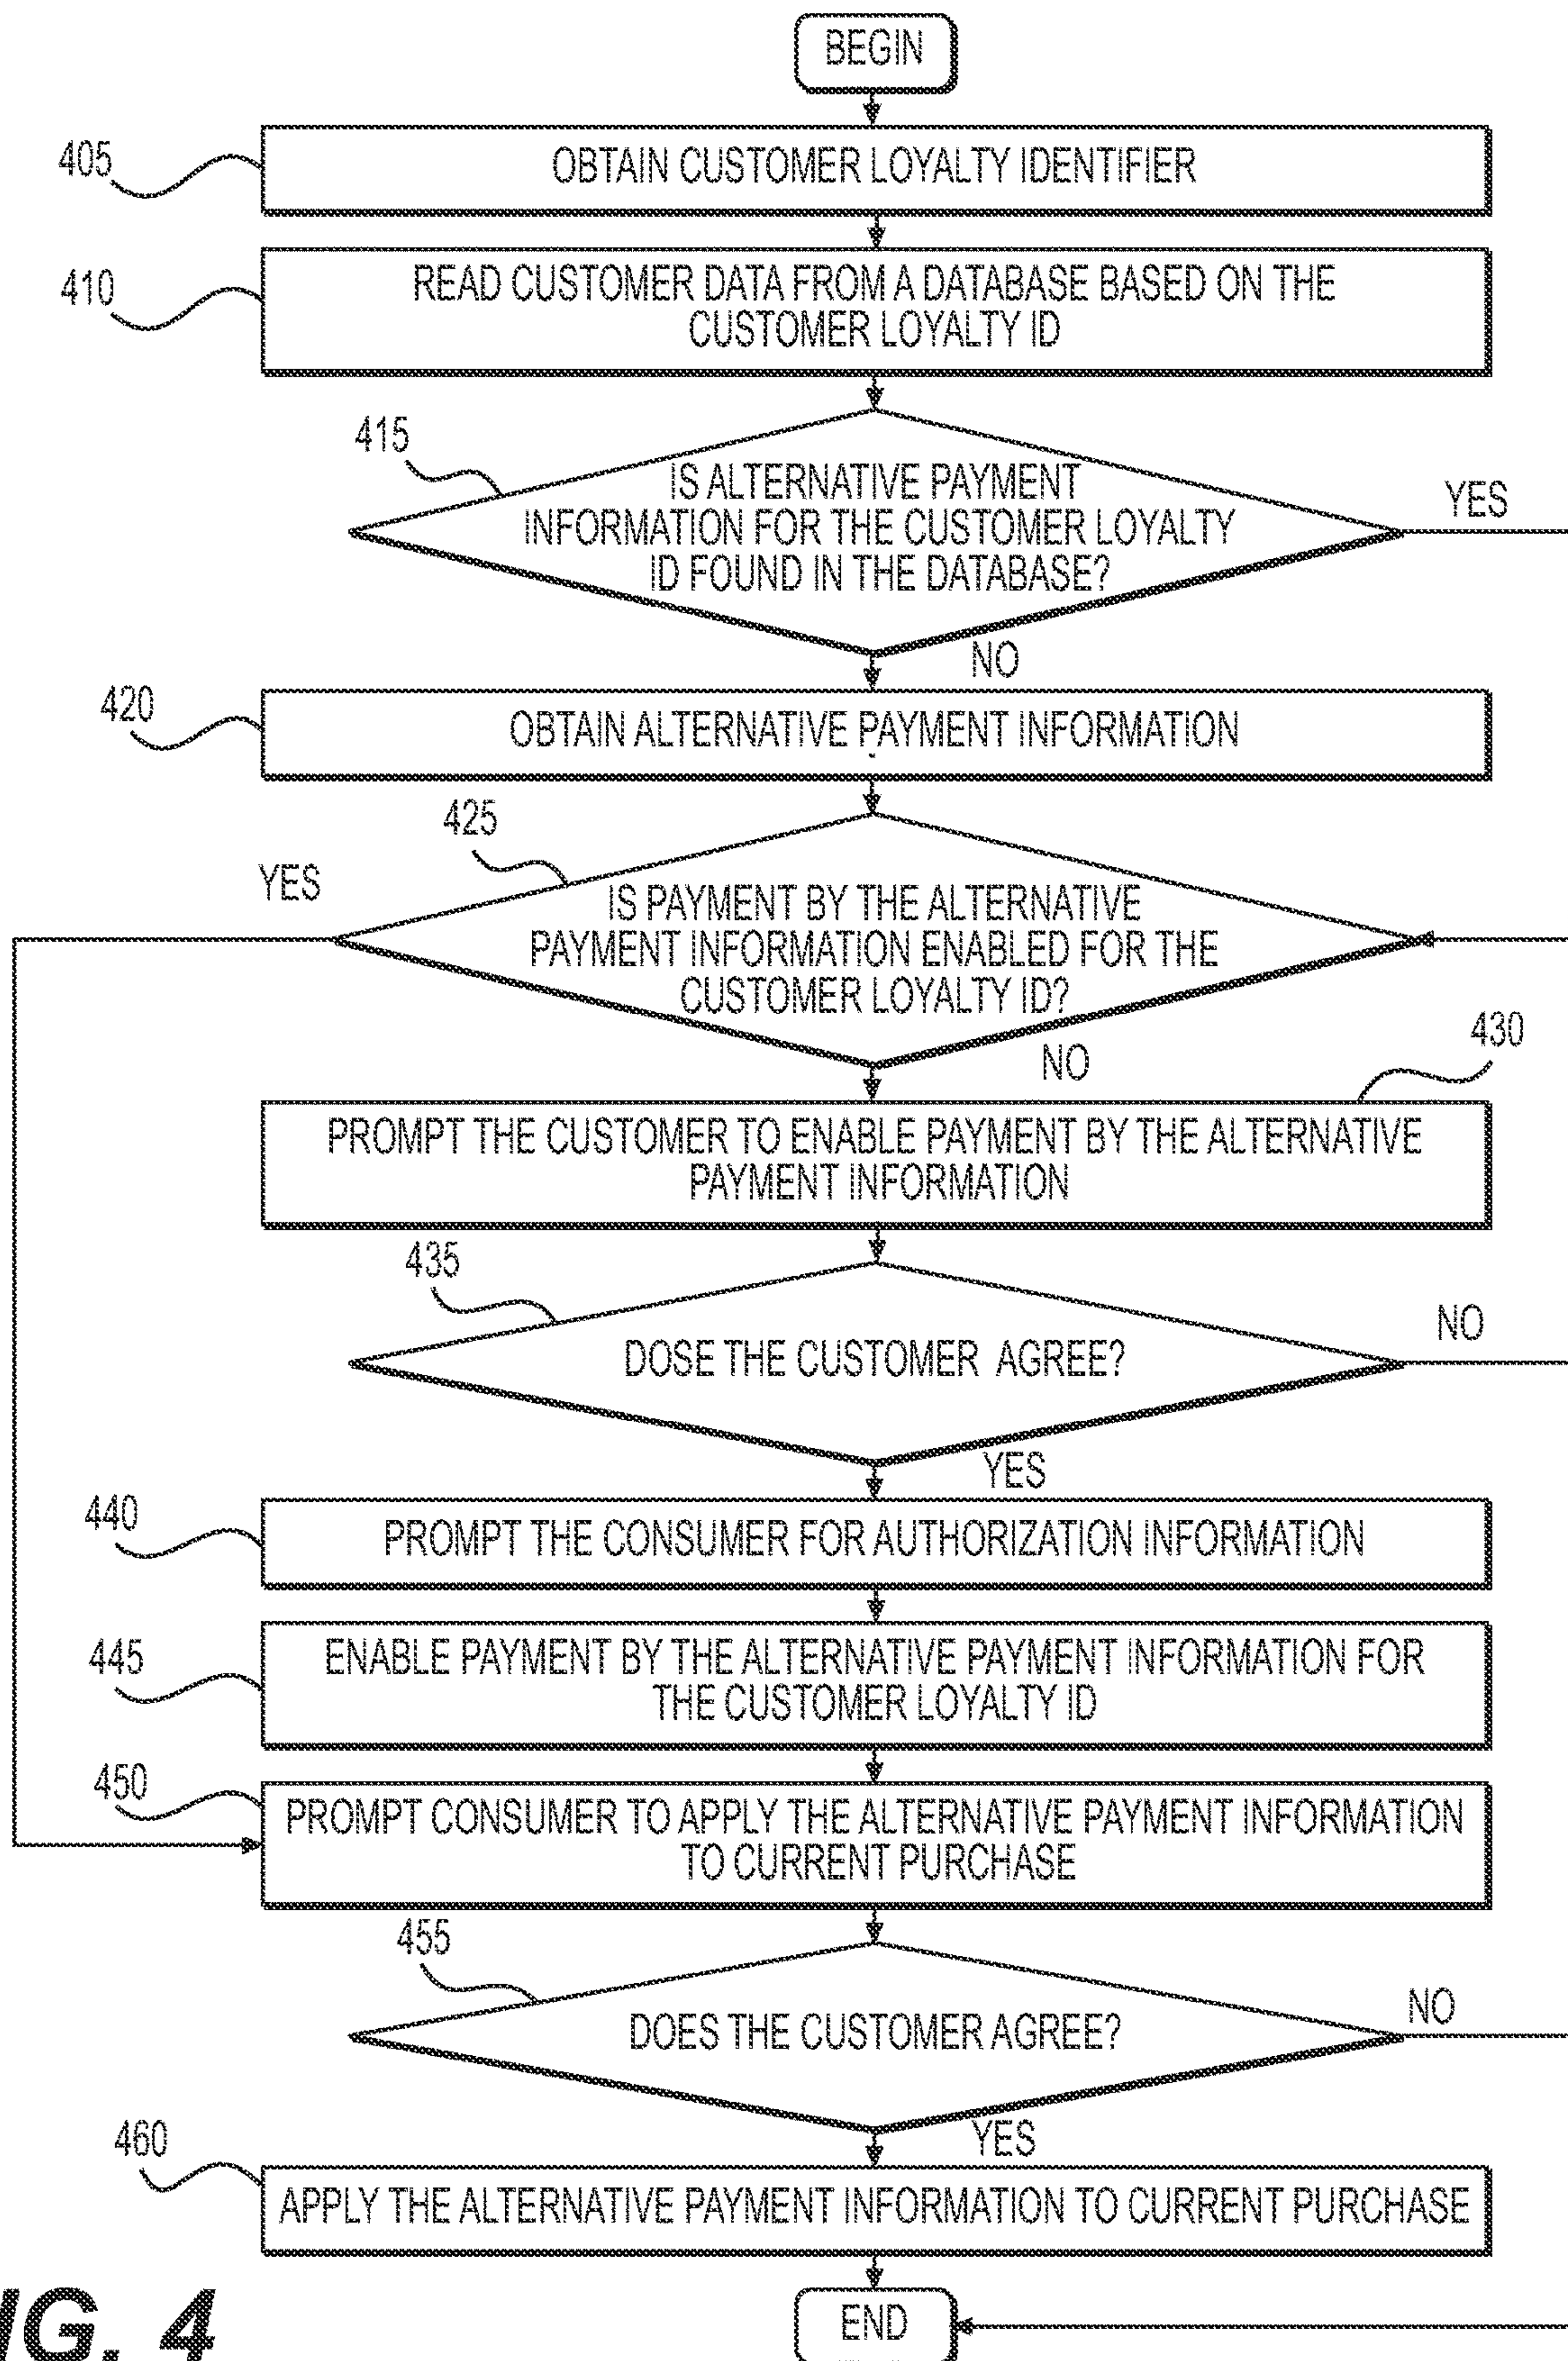 BEGIN
405
OBTAIN CUSTOMER LOYALTY IDENTIFIER
410
READ CUSTOMER DATA FROM A DATABASE BASED ON THE
CUSTOMER LOYALTY ID
415
IS ALTERNATIVE PAYMENT
INFORMATION FOR THE CUSTOMER LOYALTY
ID FOUND IN THE DATABASE?
YES
NO
420
OBTAIN ALTERNATIVE PAYMENT INFORMATION
425
YES
IS PAYMENT BY THE ALTERNATIVE
PAYMENT INFORMATION ENABLED FOR THE
CUSTOMER LOYALTY ID?
NO
430
PROMPT THE CUSTOMER TO ENABLE PAYMENT BY THE ALTERNATIVE
PAYMENT INFORMATION
435
DOSE THE CUSTOMER AGREE?
NO
YES
440
PROMPT THE CONSUMER FOR AUTHORIZATION INFORMATION
445
ENABLE PAYMENT BY THE ALTERNATIVE PAYMENT INFORMATION FOR
THE CUSTOMER LOYALTY ID
450
PROMPT CONSUMER TO APPLY THE ALTERNATIVE PAYMENT INFORMATION
TO CURRENT PURCHASE
455
DOES THE CUSTOMER AGREE?
NO
YES
460
APPLY THE ALTERNATIVE PAYMENT INFORMATION TO CURRENT PURCHASE
END
IG. 4